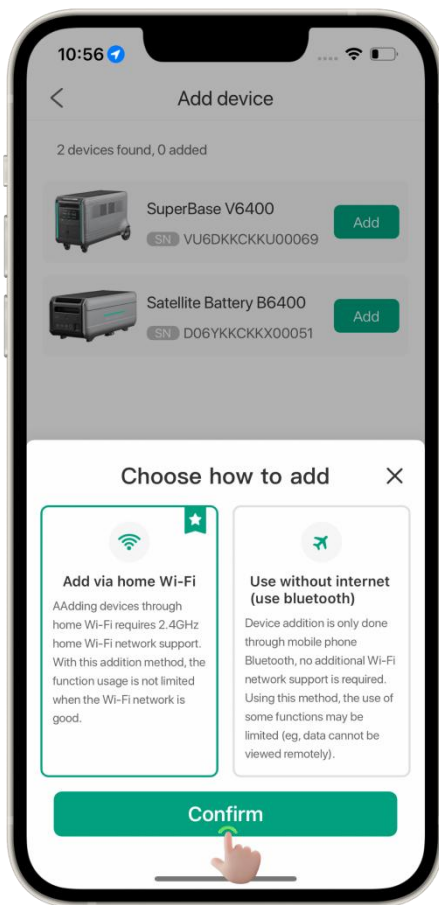 10:56
Add device
2 devices found, 0 added
SuperBase V6400
SN VU6DKKCKKU00069
Add
Satellite Battery B6400
SN D06YKKCKKX00051
Add
Choose how to add
Add via home Wi-Fi
AAdding devices through
home Wi-Fi requires 2.4GHz
home Wi-Fi network support.
With this addition method, the
function usage is not limited
when the Wi-Fi network is
good.
Use without internet
(use bluetooth)
Device addition is only done
through mobile phone
Bluetooth, no additional Wi-Fi
network support is required.
Using this method, the use of
some functions may be
limited (eg, data cannot be
viewed remotely).
Confirm